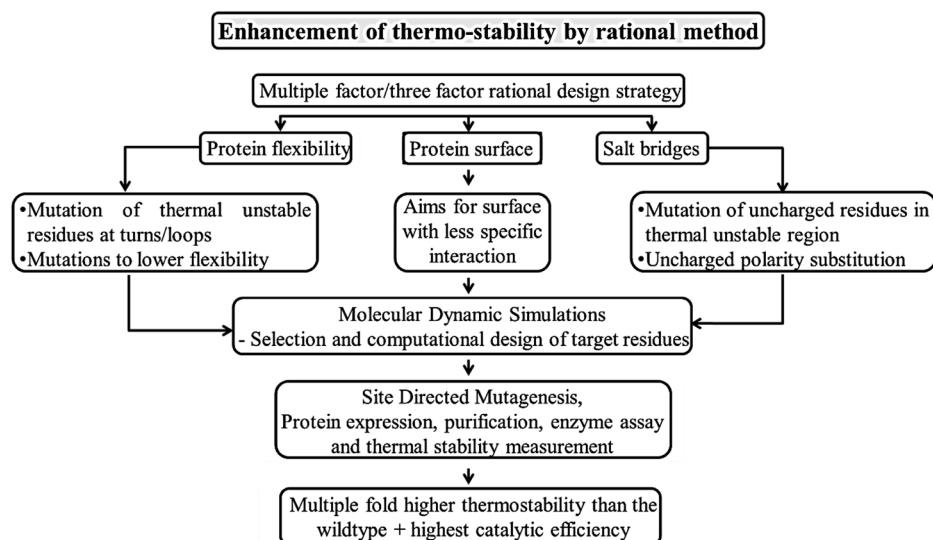 Enhancement of thermo-stability by rational method
Multiple factor/three factor rational design strategy
Protein flexibility
Protein surface
Salt bridges
•Mutation of thermal unstable
residues at turns/loops
•Mutations to lower flexibility
Aims for surface
with less specific
interaction
•Mutation of uncharged residues in
thermal unstable region
•Uncharged polarity substitution
Molecular Dynamic Simulations
- Selection and computational design of target residues
Site Directed Mutagenesis,
Protein expression, purification, enzyme assay
and thermal stability measurement
Multiple fold higher thermostability than the
wildtype + highest catalytic efficiency